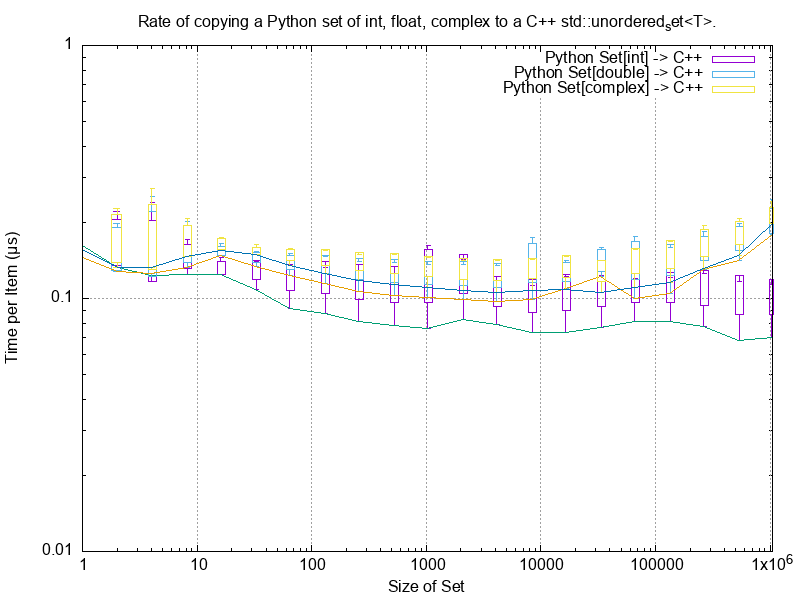 Rate of copying a Python set of int, float, complex to a C++ std::unordered_set<T>.
Python Set[int] -> C++
Python Set[double] -> C++
Python Set[complex] -> C++
Time per Item (µs)
1
0.1
0.01
1
10
100
1000
10000
100000
1x10^6
Size of Set